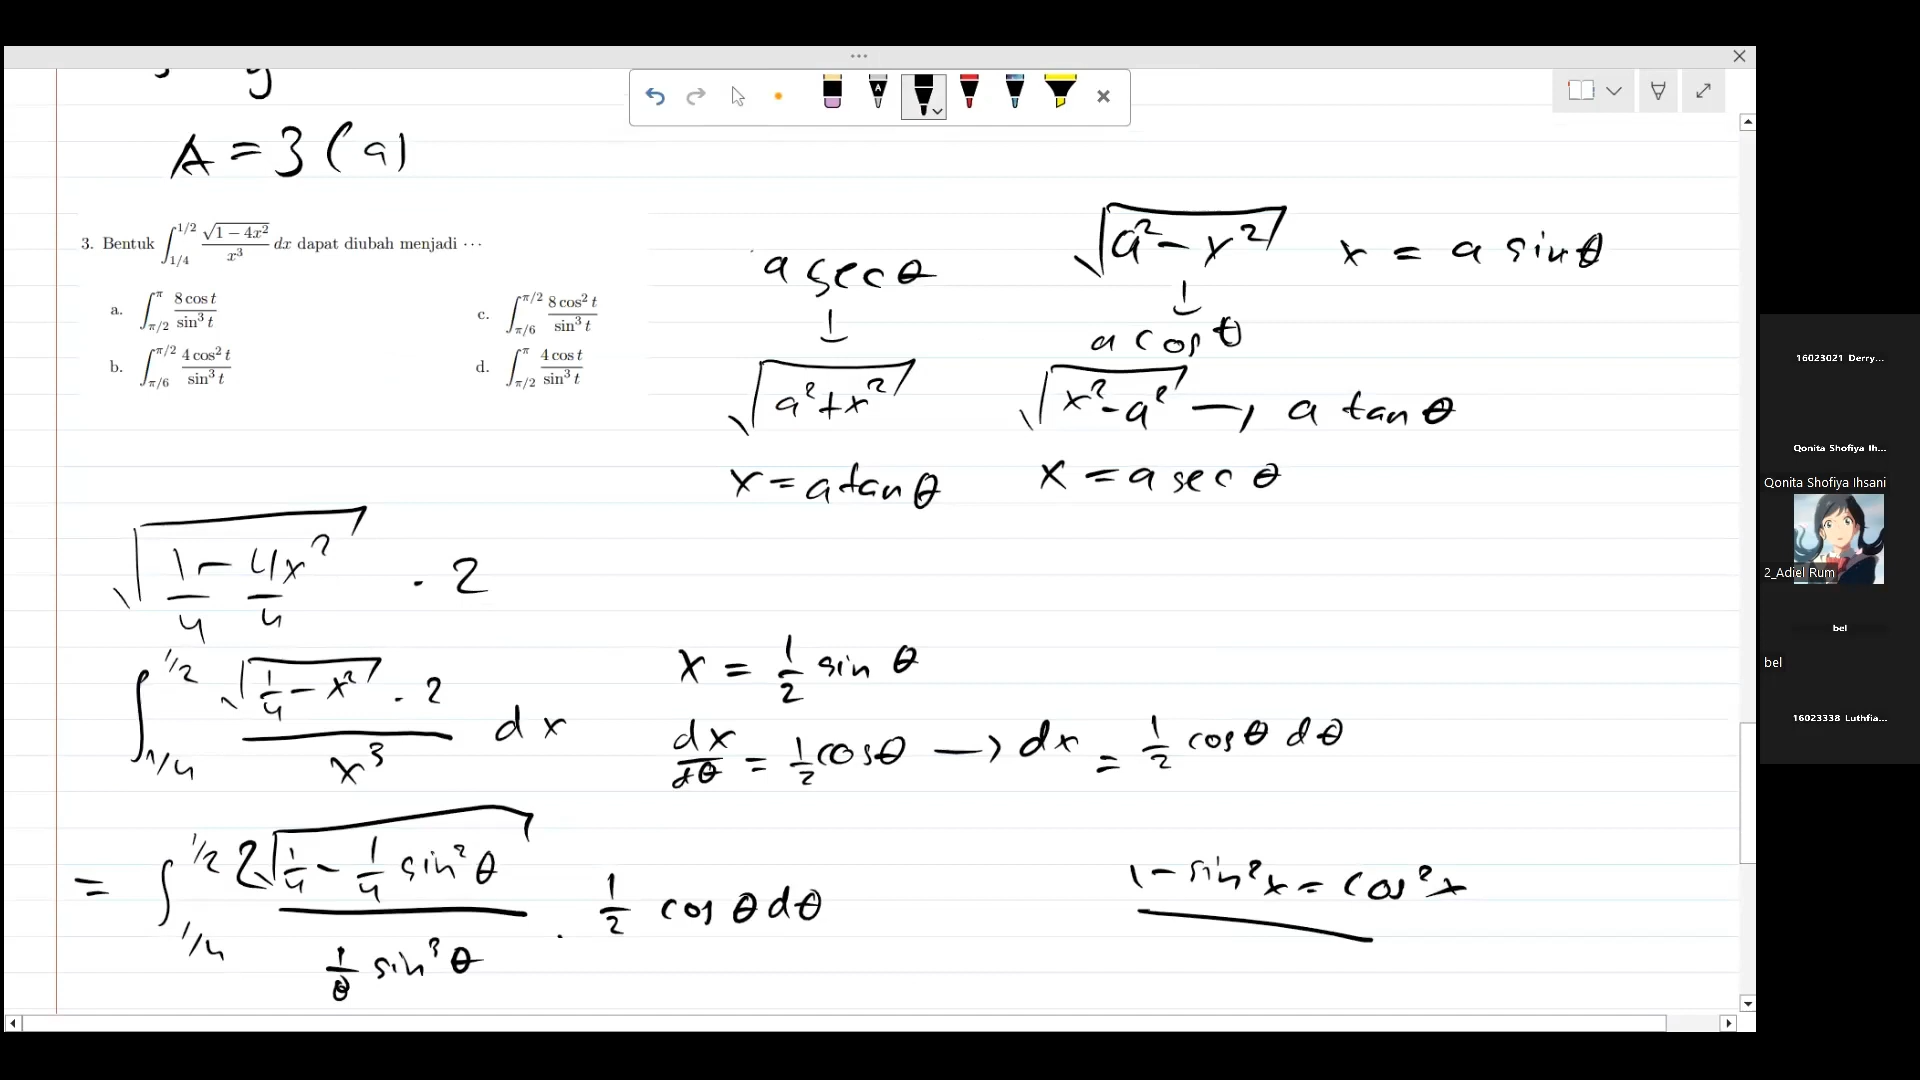 A = 3 (a)
3. Bentuk ∫_{1/4}^{1/2} √(1 − 4x²)/x³ dx dapat diubah menjadi ···
a. ∫_{π/2}^{π} 8 cos t / sin³ t
c. ∫_{π/6}^{π/2} 8 cos² t / sin³ t
b. ∫_{π/6}^{π/2} 4 cos² t / sin³ t
d. ∫_{π/2}^{π} 4 cos t / sin³ t
√(a² − x²) x = a sin θ
a cos θ
a sec θ
√(a² + x²)
x = a tan θ
√(x² − a²) → a tan θ
x = a sec θ
√(1/4 − 4x²/4) · 2
∫_{1/4}^{1/2} √(1/4 − x²) · 2 / x³ dx
x = 1/2 sin θ
dx/dθ = 1/2 cos θ → dx = 1/2 cos θ dθ
= ∫_{1/4}^{1/2} 2√(1/4 − 1/4 sin² θ) / (1/8 sin³ θ) · 1/2 cos θ dθ
1 − sin² x = cos² x
16023021 Derry...
Qonita Shofiya Ih...
Qonita Shofiya Ihsani
2_Adiel Rum
bel
bel
16023338 Luthfia...